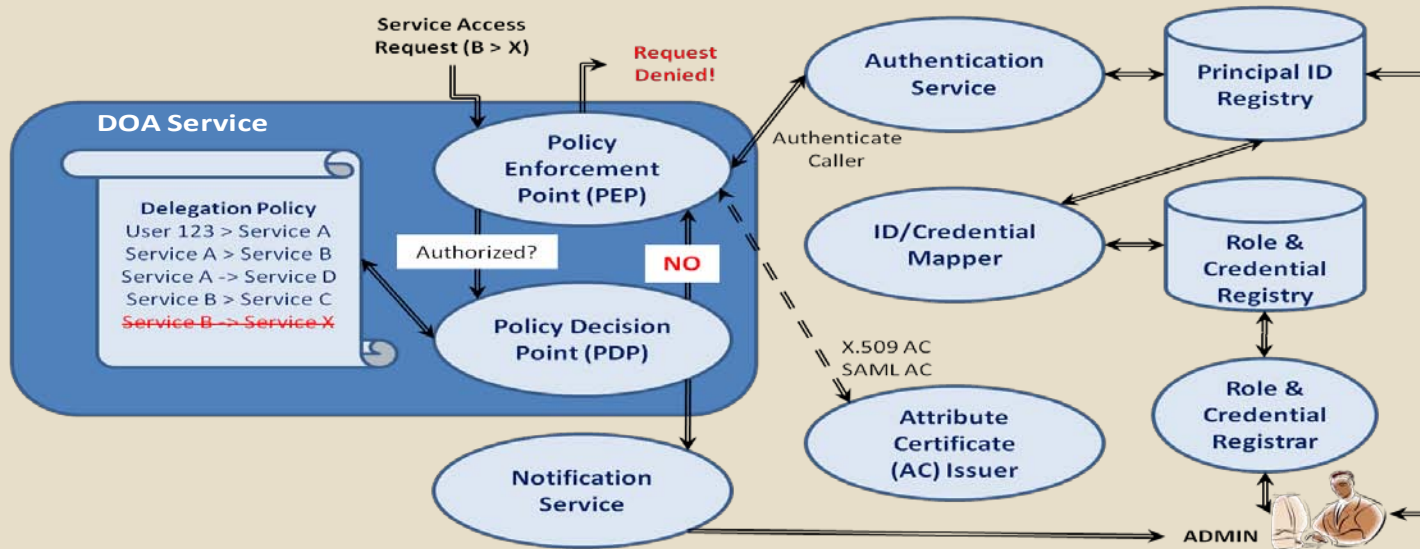 Service Access
Request (B > X)
Request
Denied!
DOA Service
Policy
Enforcement
Point (PEP)
Authentication
Service
Principal ID
Registry
Authenticate
Caller
Delegation Policy
User 123 > Service A
Service A > Service B
Service A -> Service D
Service B > Service C
Service B -> Service X
Authorized?
NO
ID/Credential
Mapper
Role &
Credential
Registry
Policy Decision
Point (PDP)
X.509 AC
SAML AC
Attribute
Certificate
(AC) Issuer
Role &
Credential
Registrar
Notification
Service
ADMIN